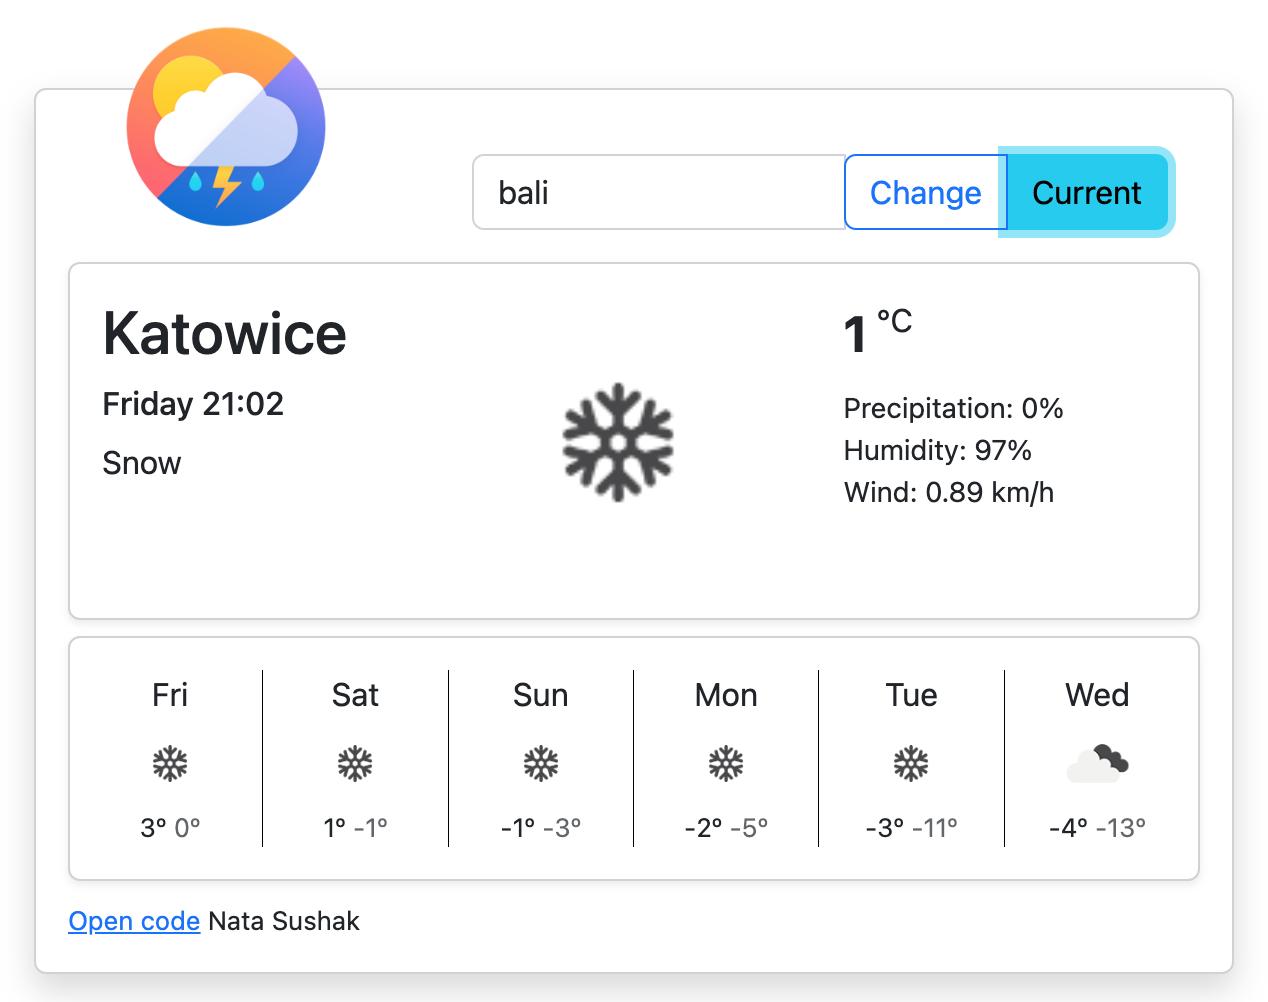 bali
Change
Current
Katowice
Friday 21:02
Snow
1 °C
Precipitation: 0%
Humidity: 97%
Wind: 0.89 km/h
Fri
Sat
Sun
Mon
Tue
Wed
3° 0°
1° -1°
-1° -3°
-2° -5°
-3° -11°
-4° -13°
Open code Nata Sushak